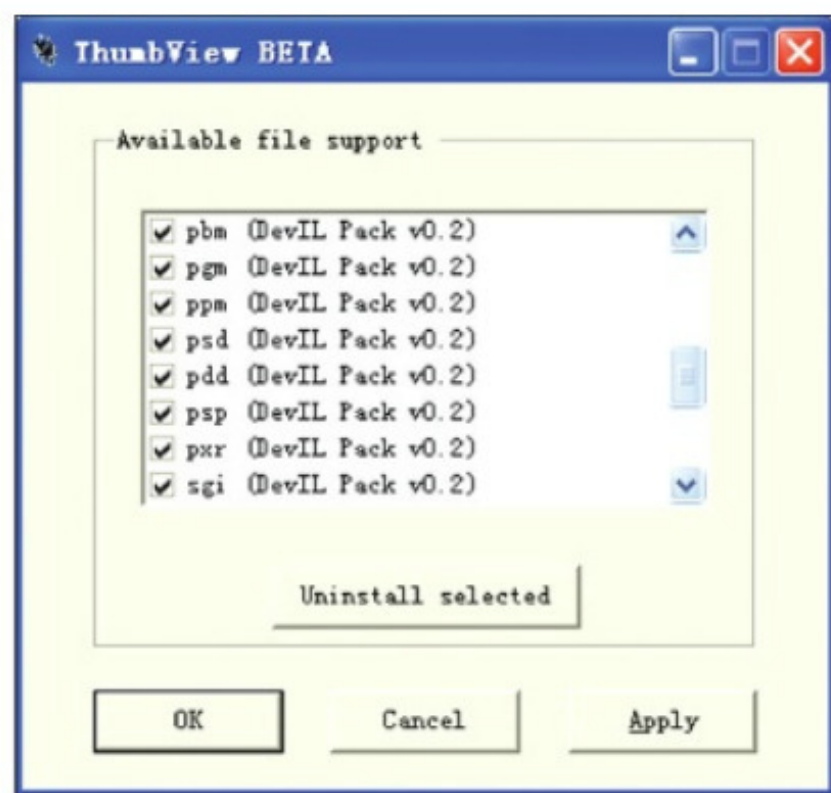 ThumbView BETA
Available file support
pbm (DevIL Pack v0.2)
pgm (DevIL Pack v0.2)
ppm (DevIL Pack v0.2)
psd (DevIL Pack v0.2)
pdd (DevIL Pack v0.2)
psp (DevIL Pack v0.2)
pxr (DevIL Pack v0.2)
sgi (DevIL Pack v0.2)
Uninstall selected
OK Cancel Apply